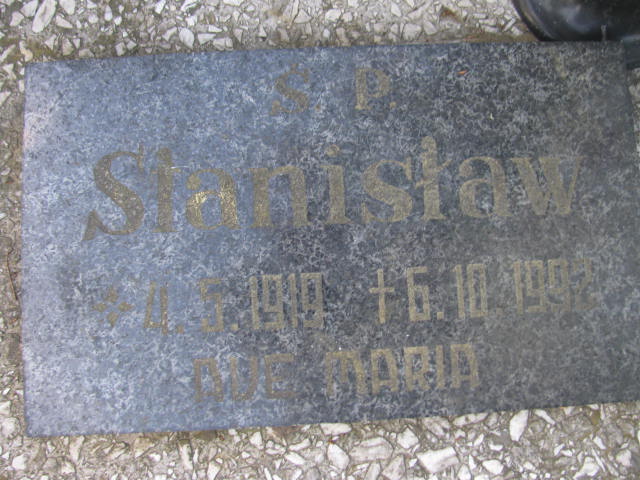 Ś. P.
Stanisław
4.5.1919 † 6.10.1992
AVE MARIA